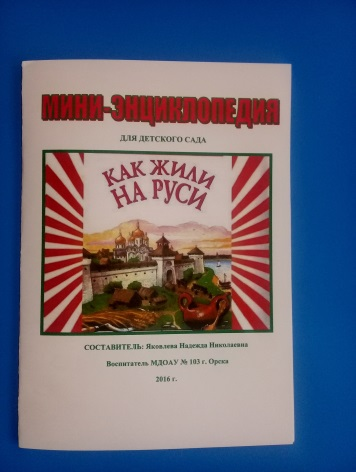 МИНИ-ЭНЦИКЛОПЕДИЯ
ДЛЯ ДЕТСКОГО САДА
КАК ЖИЛИ
НА РУСИ
СОСТАВИТЕЛЬ: Яковлева Надежда Николаевна
Воспитатель МДОАУ № 103 г. Орска
2016 г.